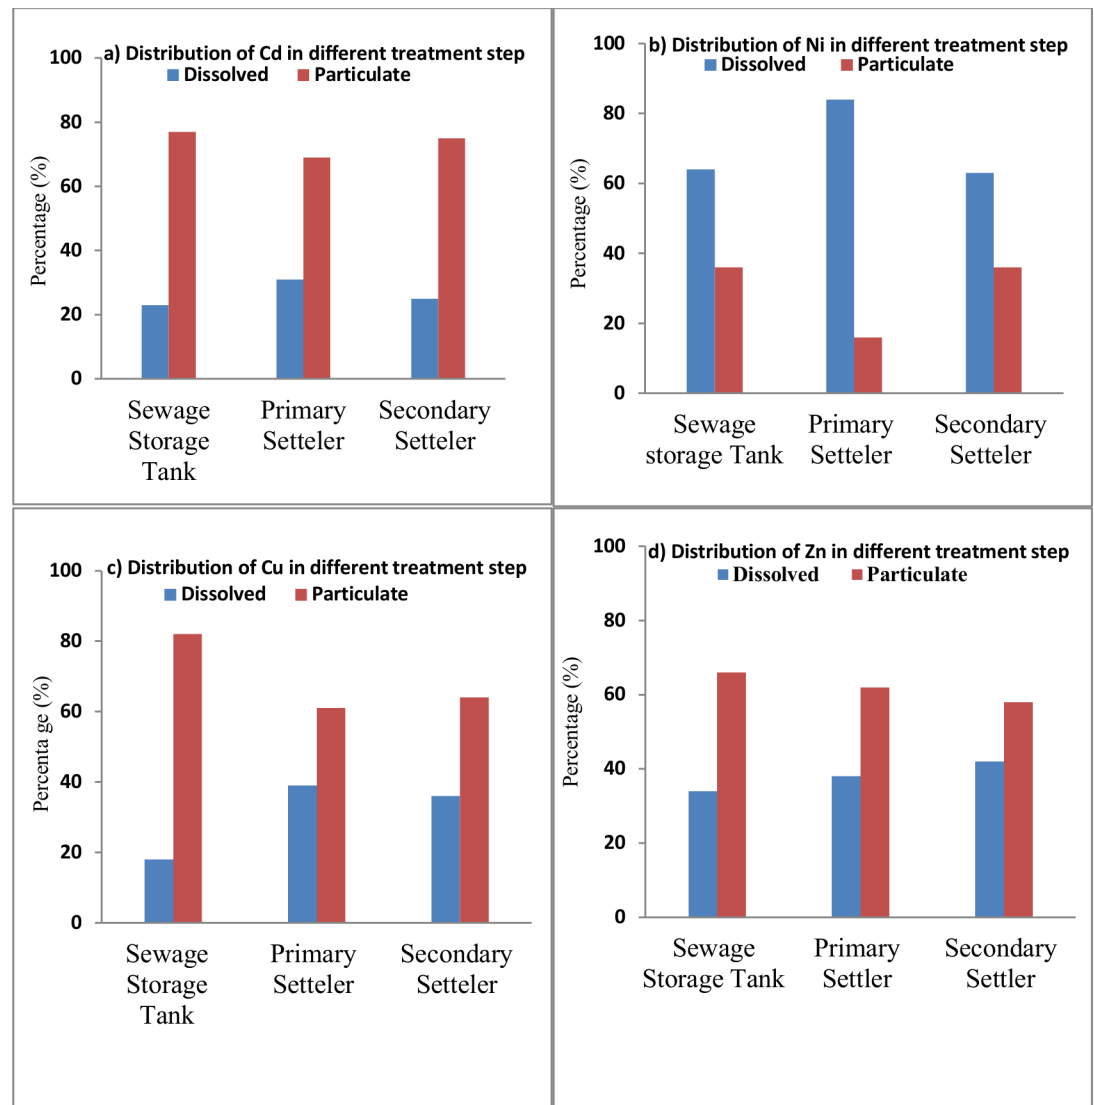 a) Distribution of Cd in different treatment step
Dissolved Particulate
100
80
60
40
20
0
Percentage (%)
Sewage Storage Tank
Primary Setteler
Secondary Setteler
b) Distribution of Ni in different treatment step
Dissolved Particulate
100
80
60
40
20
0
Percentage (%)
Sewage storage Tank
Primary Setteler
Secondary Setteler
c) Distribution of Cu in different treatment step
Dissolved Particulate
100
80
60
40
20
0
Percenta ge (%)
Sewage Storage Tank
Primary Setteler
Secondary Setteler
d) Distribution of Zn in different treatment step
Dissolved Particulate
100
80
60
40
20
0
Percentage (%)
Sewage Storage Tank
Primary Settler
Secondary Settler